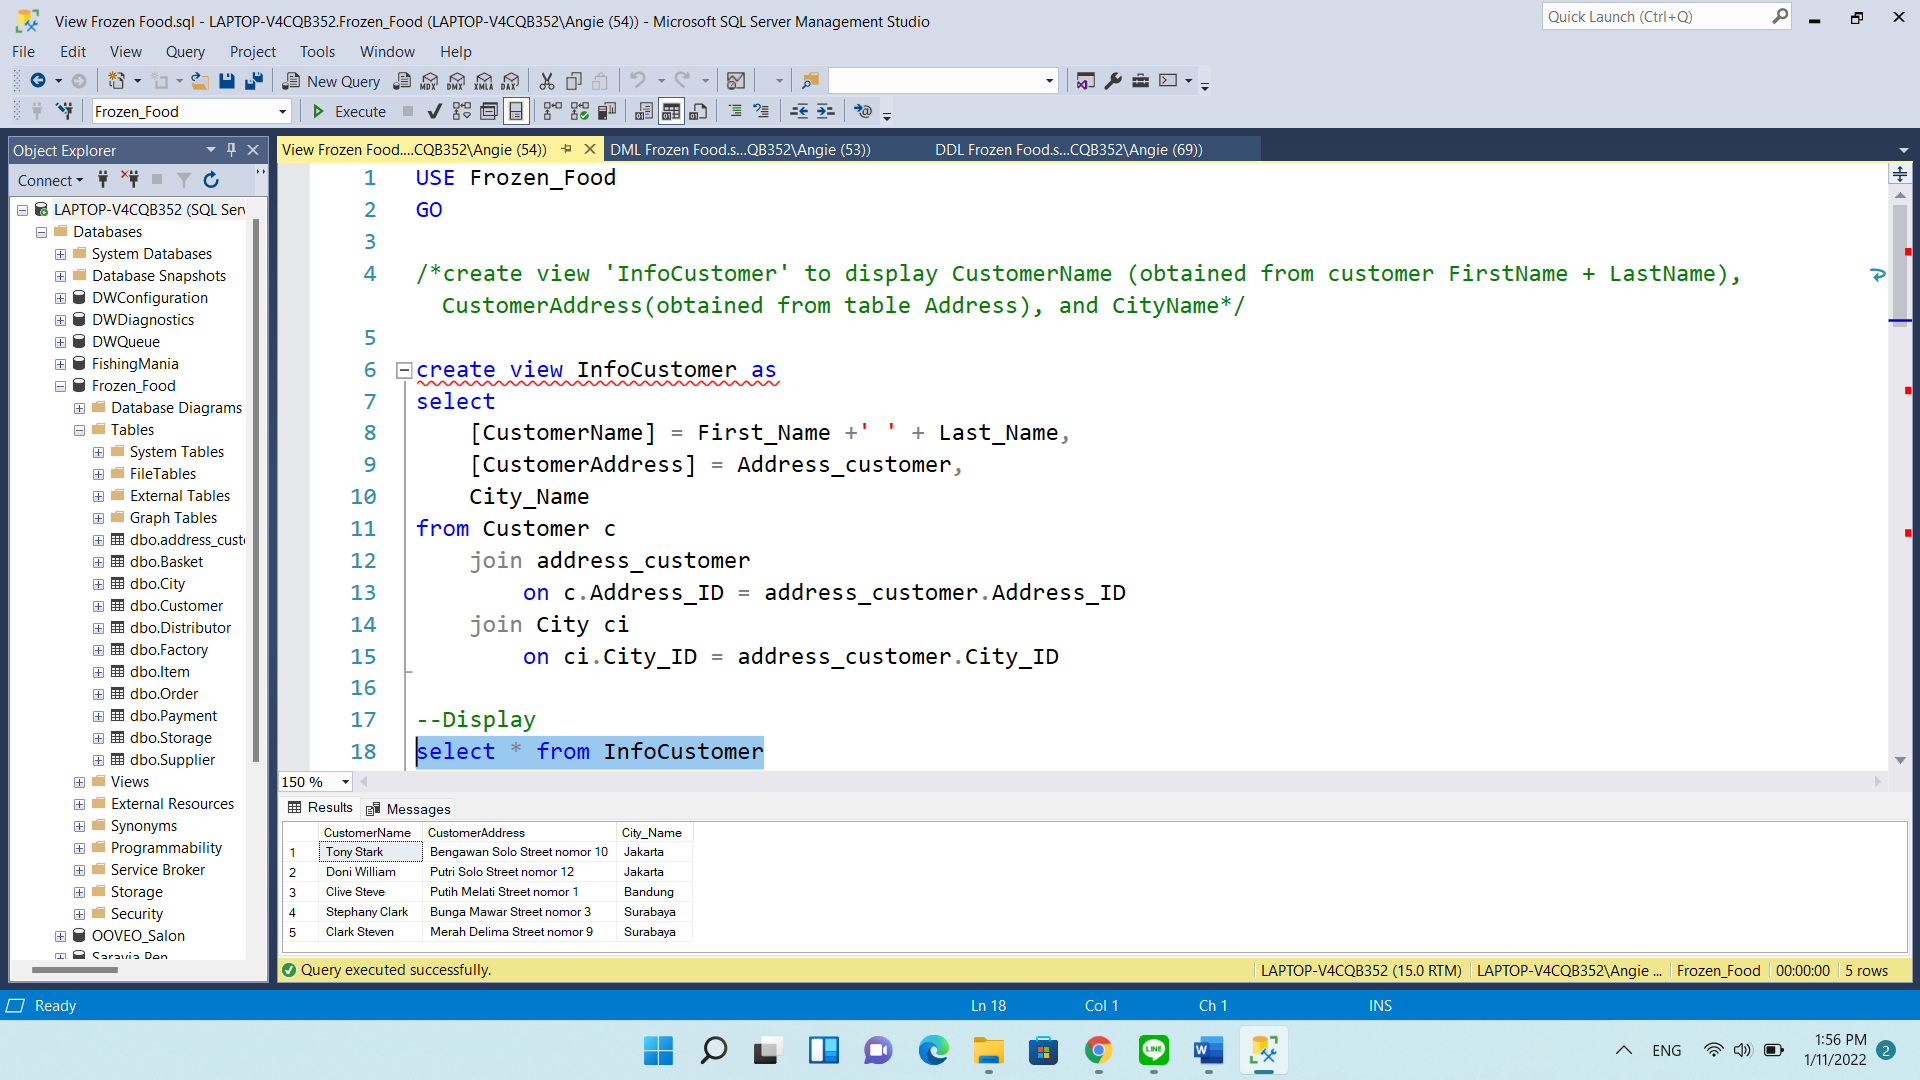 View Frozen Food.sql - LAPTOP-V4CQB352.Frozen_Food (LAPTOP-V4CQB352\Angie (54)) - Microsoft SQL Server Management Studio
Quick Launch (Ctrl+Q)
File Edit View Query Project Tools Window Help
New Query
MDX DMX XMLA DAX
Frozen_Food
Execute
Object Explorer
Connect
LAPTOP-V4CQB352 (SQL Serv
Databases
System Databases
Database Snapshots
DWConfiguration
DWDiagnostics
DWQueue
FishingMania
Frozen_Food
Database Diagrams
Tables
System Tables
FileTables
External Tables
Graph Tables
dbo.address_custo
dbo.Basket
dbo.City
dbo.Customer
dbo.Distributor
dbo.Factory
dbo.Item
dbo.Order
dbo.Payment
dbo.Storage
dbo.Supplier
Views
External Resources
Synonyms
Programmability
Service Broker
Storage
Security
OOVEO_Salon
View Frozen Food....CQB352\Angie (54)) DML Frozen Food.s...QB352\Angie (53)) DDL Frozen Food.s...CQB352\Angie (69))
1 USE Frozen_Food
2 GO
3
4 /*create view 'InfoCustomer' to display CustomerName (obtained from customer FirstName + LastName),
CustomerAddress(obtained from table Address), and CityName*/
5
6 create view InfoCustomer as
7 select
8 [CustomerName] = First_Name +' ' + Last_Name,
9 [CustomerAddress] = Address_customer,
10 City_Name
11 from Customer c
12 join address_customer
13 on c.Address_ID = address_customer.Address_ID
14 join City ci
15 on ci.City_ID = address_customer.City_ID
16
17 --Display
18 select * from InfoCustomer
150 %
Results Messages
CustomerName CustomerAddress City_Name
1 Tony Stark Bengawan Solo Street nomor 10 Jakarta
2 Doni William Putri Solo Street nomor 12 Jakarta
3 Clive Steve Putih Melati Street nomor 1 Bandung
4 Stephany Clark Bunga Mawar Street nomor 3 Surabaya
5 Clark Steven Merah Delima Street nomor 9 Surabaya
Query executed successfully. LAPTOP-V4CQB352 (15.0 RTM) LAPTOP-V4CQB352\Angie ... Frozen_Food 00:00:00 5 rows
Ready Ln 18 Col 1 Ch 1 INS
LINE
W
ENG
1:56 PM
1/11/2022
2